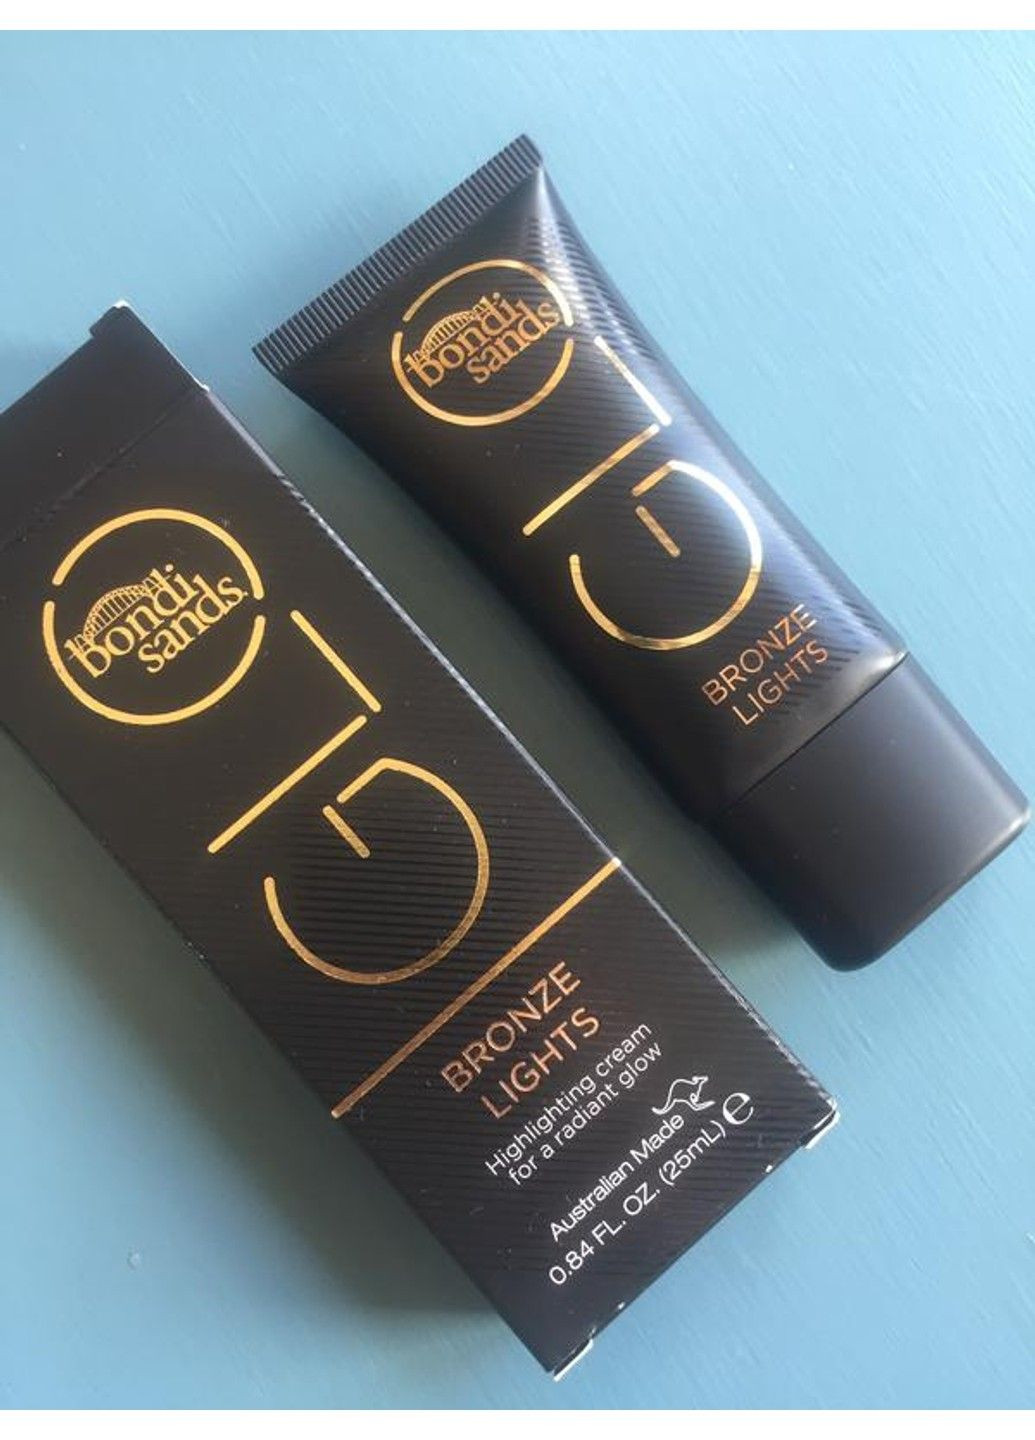 bondi
sands
GLO
BRONZE
LIGHTS
Highlighting cream
for a radiant glow
Australian Made
0.84 FL. OZ. (25mL) ℮
bondi
sands
GLO
BRONZE
LIGHTS